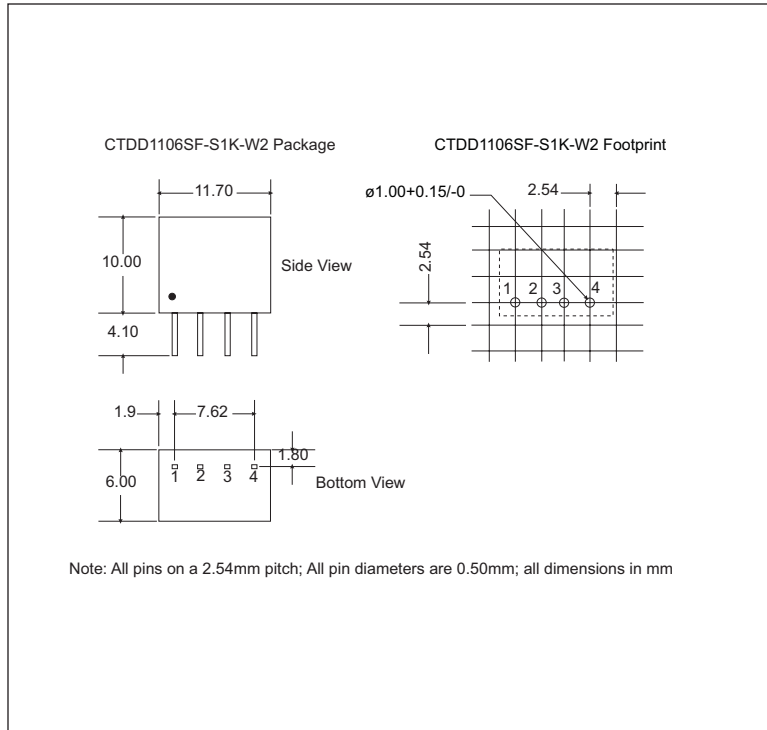 CTDD1106SF-S1K-W2 Package
11.70
10.00
Side View
4.10
1.9
7.62
1.80
6.00
1 2 3 4
Bottom View
CTDD1106SF-S1K-W2 Footprint
ø1.00+0.15/-0
2.54
2.54
1 2 3 4
Note: All pins on a 2.54mm pitch; All pin diameters are 0.50mm; all dimensions in mm